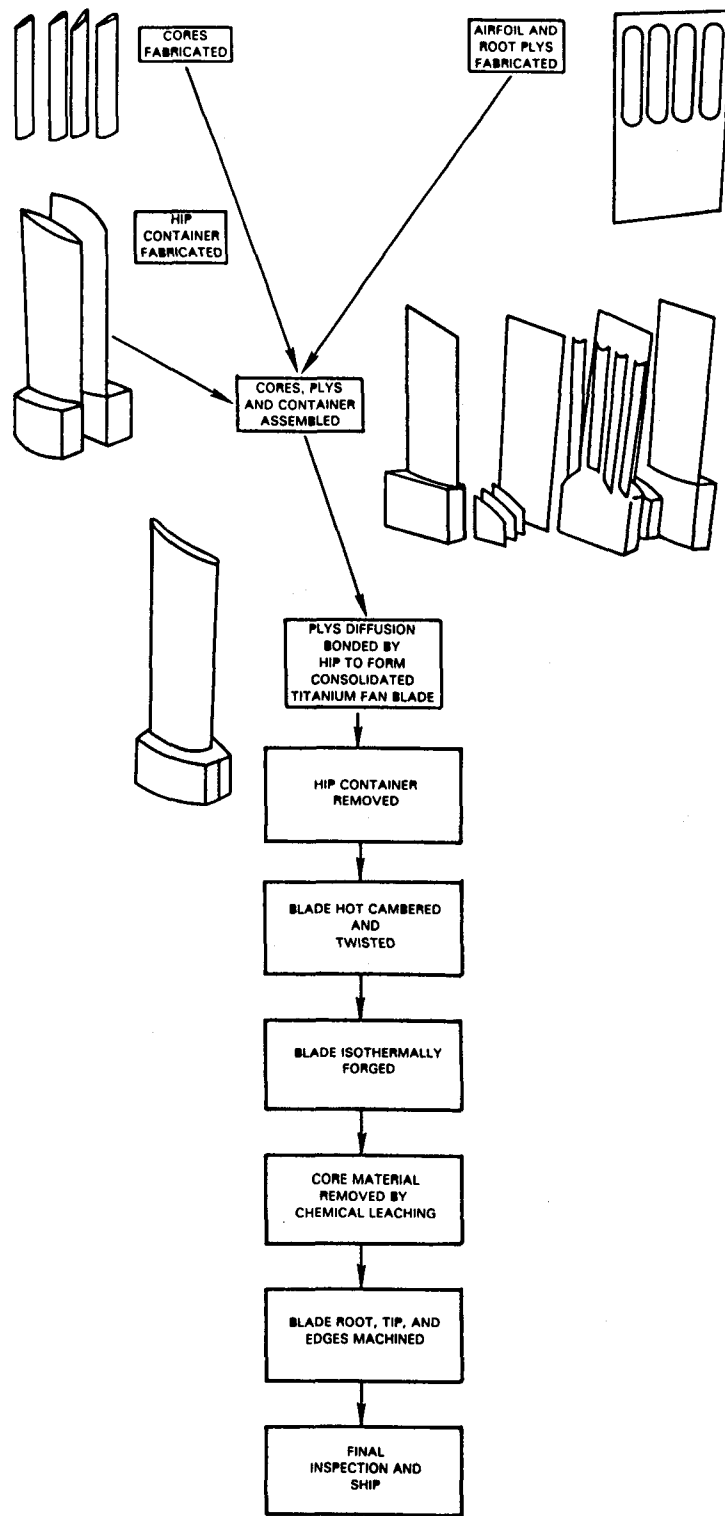 CORES
FABRICATED
AIRFOIL AND
ROOT PLYS
FABRICATED
HIP
CONTAINER
FABRICATED
CORES, PLYS
AND CONTAINER
ASSEMBLED
PLYS DIFFUSION
BONDED BY
HIP TO FORM
CONSOLIDATED
TITANIUM FAN BLADE
HIP CONTAINER
REMOVED
BLADE HOT CAMBERED
AND
TWISTED
BLADE ISOTHERMALLY
FORGED
CORE MATERIAL
REMOVED BY
CHEMICAL LEACHING
BLADE ROOT, TIP, AND
EDGES MACHINED
FINAL
INSPECTION AND
SHIP